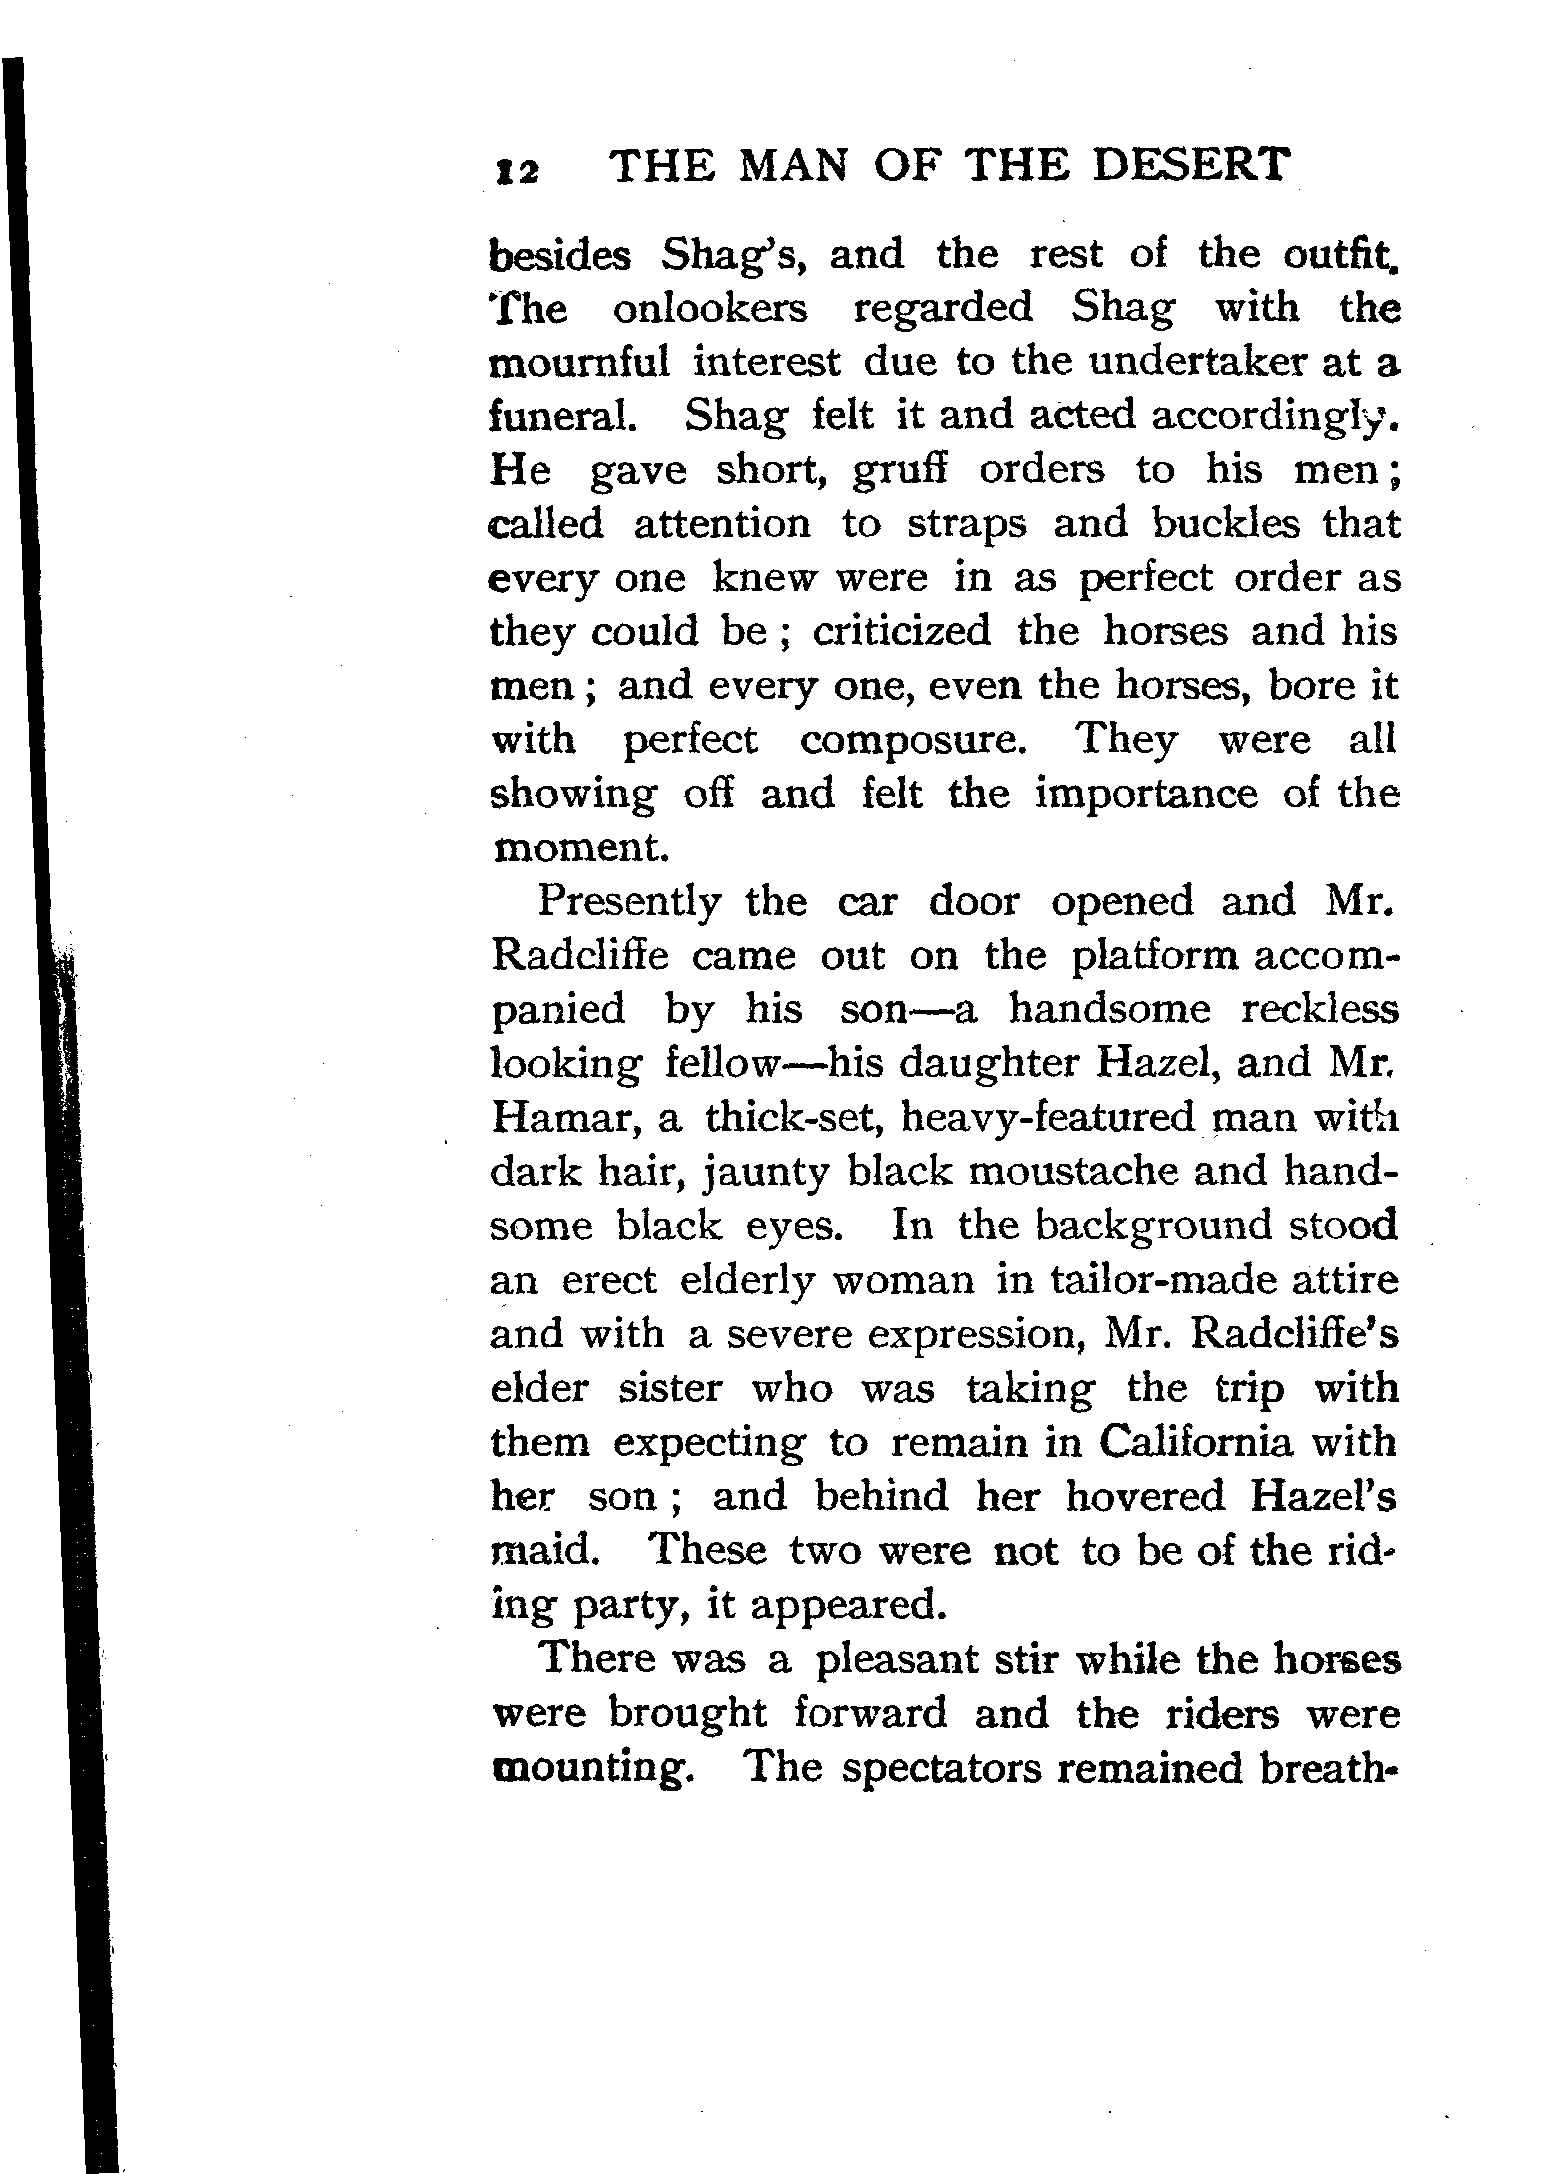 12 THE MAN OF THE DESERT
besides Shag's, and the rest of the outfit.
The onlookers regarded Shag with the
mournful interest due to the undertaker at a
funeral. Shag felt it and acted accordingly.
He gave short, gruff orders to his men;
called attention to straps and buckles that
every one knew were in as perfect order as
they could be; criticized the horses and his
men; and every one, even the horses, bore it
with perfect composure. They were all
showing off and felt the importance of the
moment.
Presently the car door opened and Mr.
Radcliffe came out on the platform accom-
panied by his son—a handsome reckless
looking fellow—his daughter Hazel, and Mr.
Hamar, a thick-set, heavy-featured man with
dark hair, jaunty black moustache and hand-
some black eyes. In the background stood
an erect elderly woman in tailor-made attire
and with a severe expression, Mr. Radcliffe's
elder sister who was taking the trip with
them expecting to remain in California with
her son; and behind her hovered Hazel's
maid. These two were not to be of the rid-
ing party, it appeared.
There was a pleasant stir while the horses
were brought forward and the riders were
mounting. The spectators remained breath-